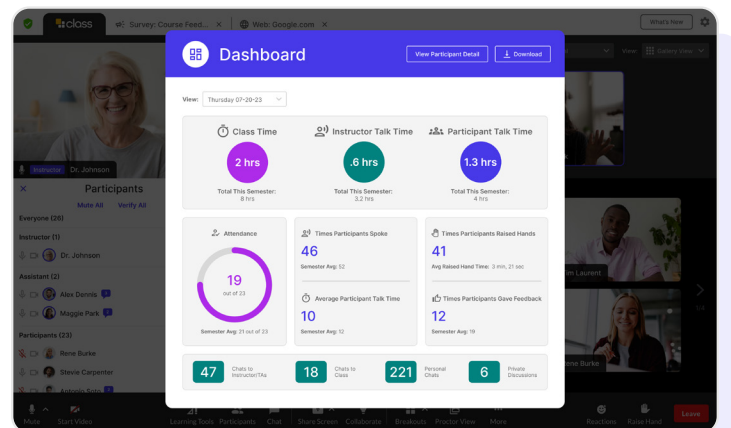 class
Survey: Course Feed... ×
Web: Google.com ×
What's New
View:
Gallery View
Dashboard
View Participant Detail
Download
View: Thursday 07-20-23
Class Time
Instructor Talk Time
Participant Talk Time
2 hrs
.6 hrs
1.3 hrs
Total This Semester:
8 hrs
Total This Semester:
3.2 hrs
Total This Semester:
4 hrs
Attendance
19
out of 23
Semester Avg: 21 out of 23
Times Participants Spoke
46
Semester Avg: 52
Average Participant Talk Time
10
Semester Avg: 12
Times Participants Raised Hands
41
Avg Raised Hand Time: 3 min, 21 sec
Times Participants Gave Feedback
12
Semester Avg: 19
47 Chats to
Instructor/TAs
18 Chats to
Class
221 Personal
Chats
6 Private
Discussions
Instructor Dr. Johnson
× Participants
Mute All Verify All
Everyone (26)
Instructor (1)
Dr. Johnson
Assistant (2)
Alex Dennis
Maggie Park
Participants (23)
Rene Burke
Stevie Carpenter
Antonio Soto
Tim Laurent
Rene Burke
Mute
Start Video
Learning Tools
Participants
Chat
Share Screen
Collaborate
Breakouts
Proctor View
More
Reactions
Raise Hand
Leave